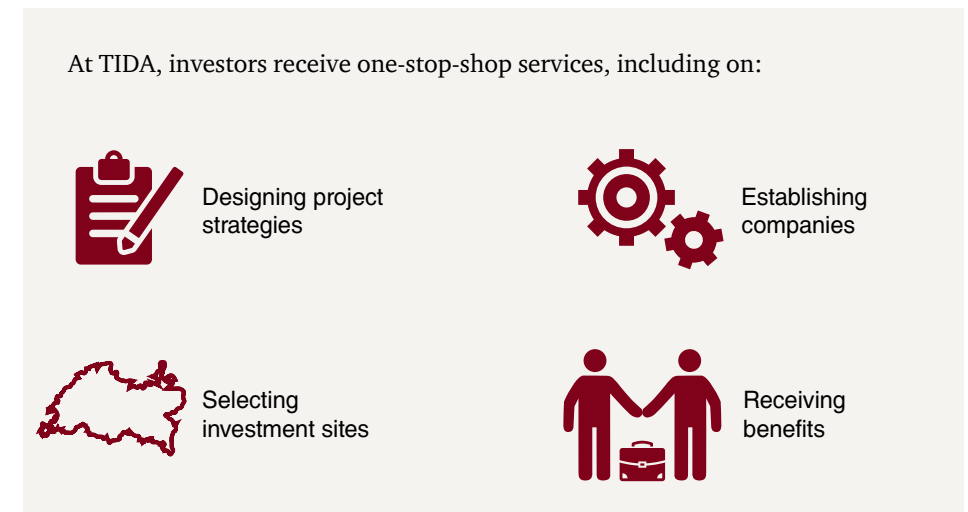 At TIDA, investors receive one-stop-shop services, including on:
Designing project
strategies
Establishing
companies
Selecting
investment sites
Receiving
benefits